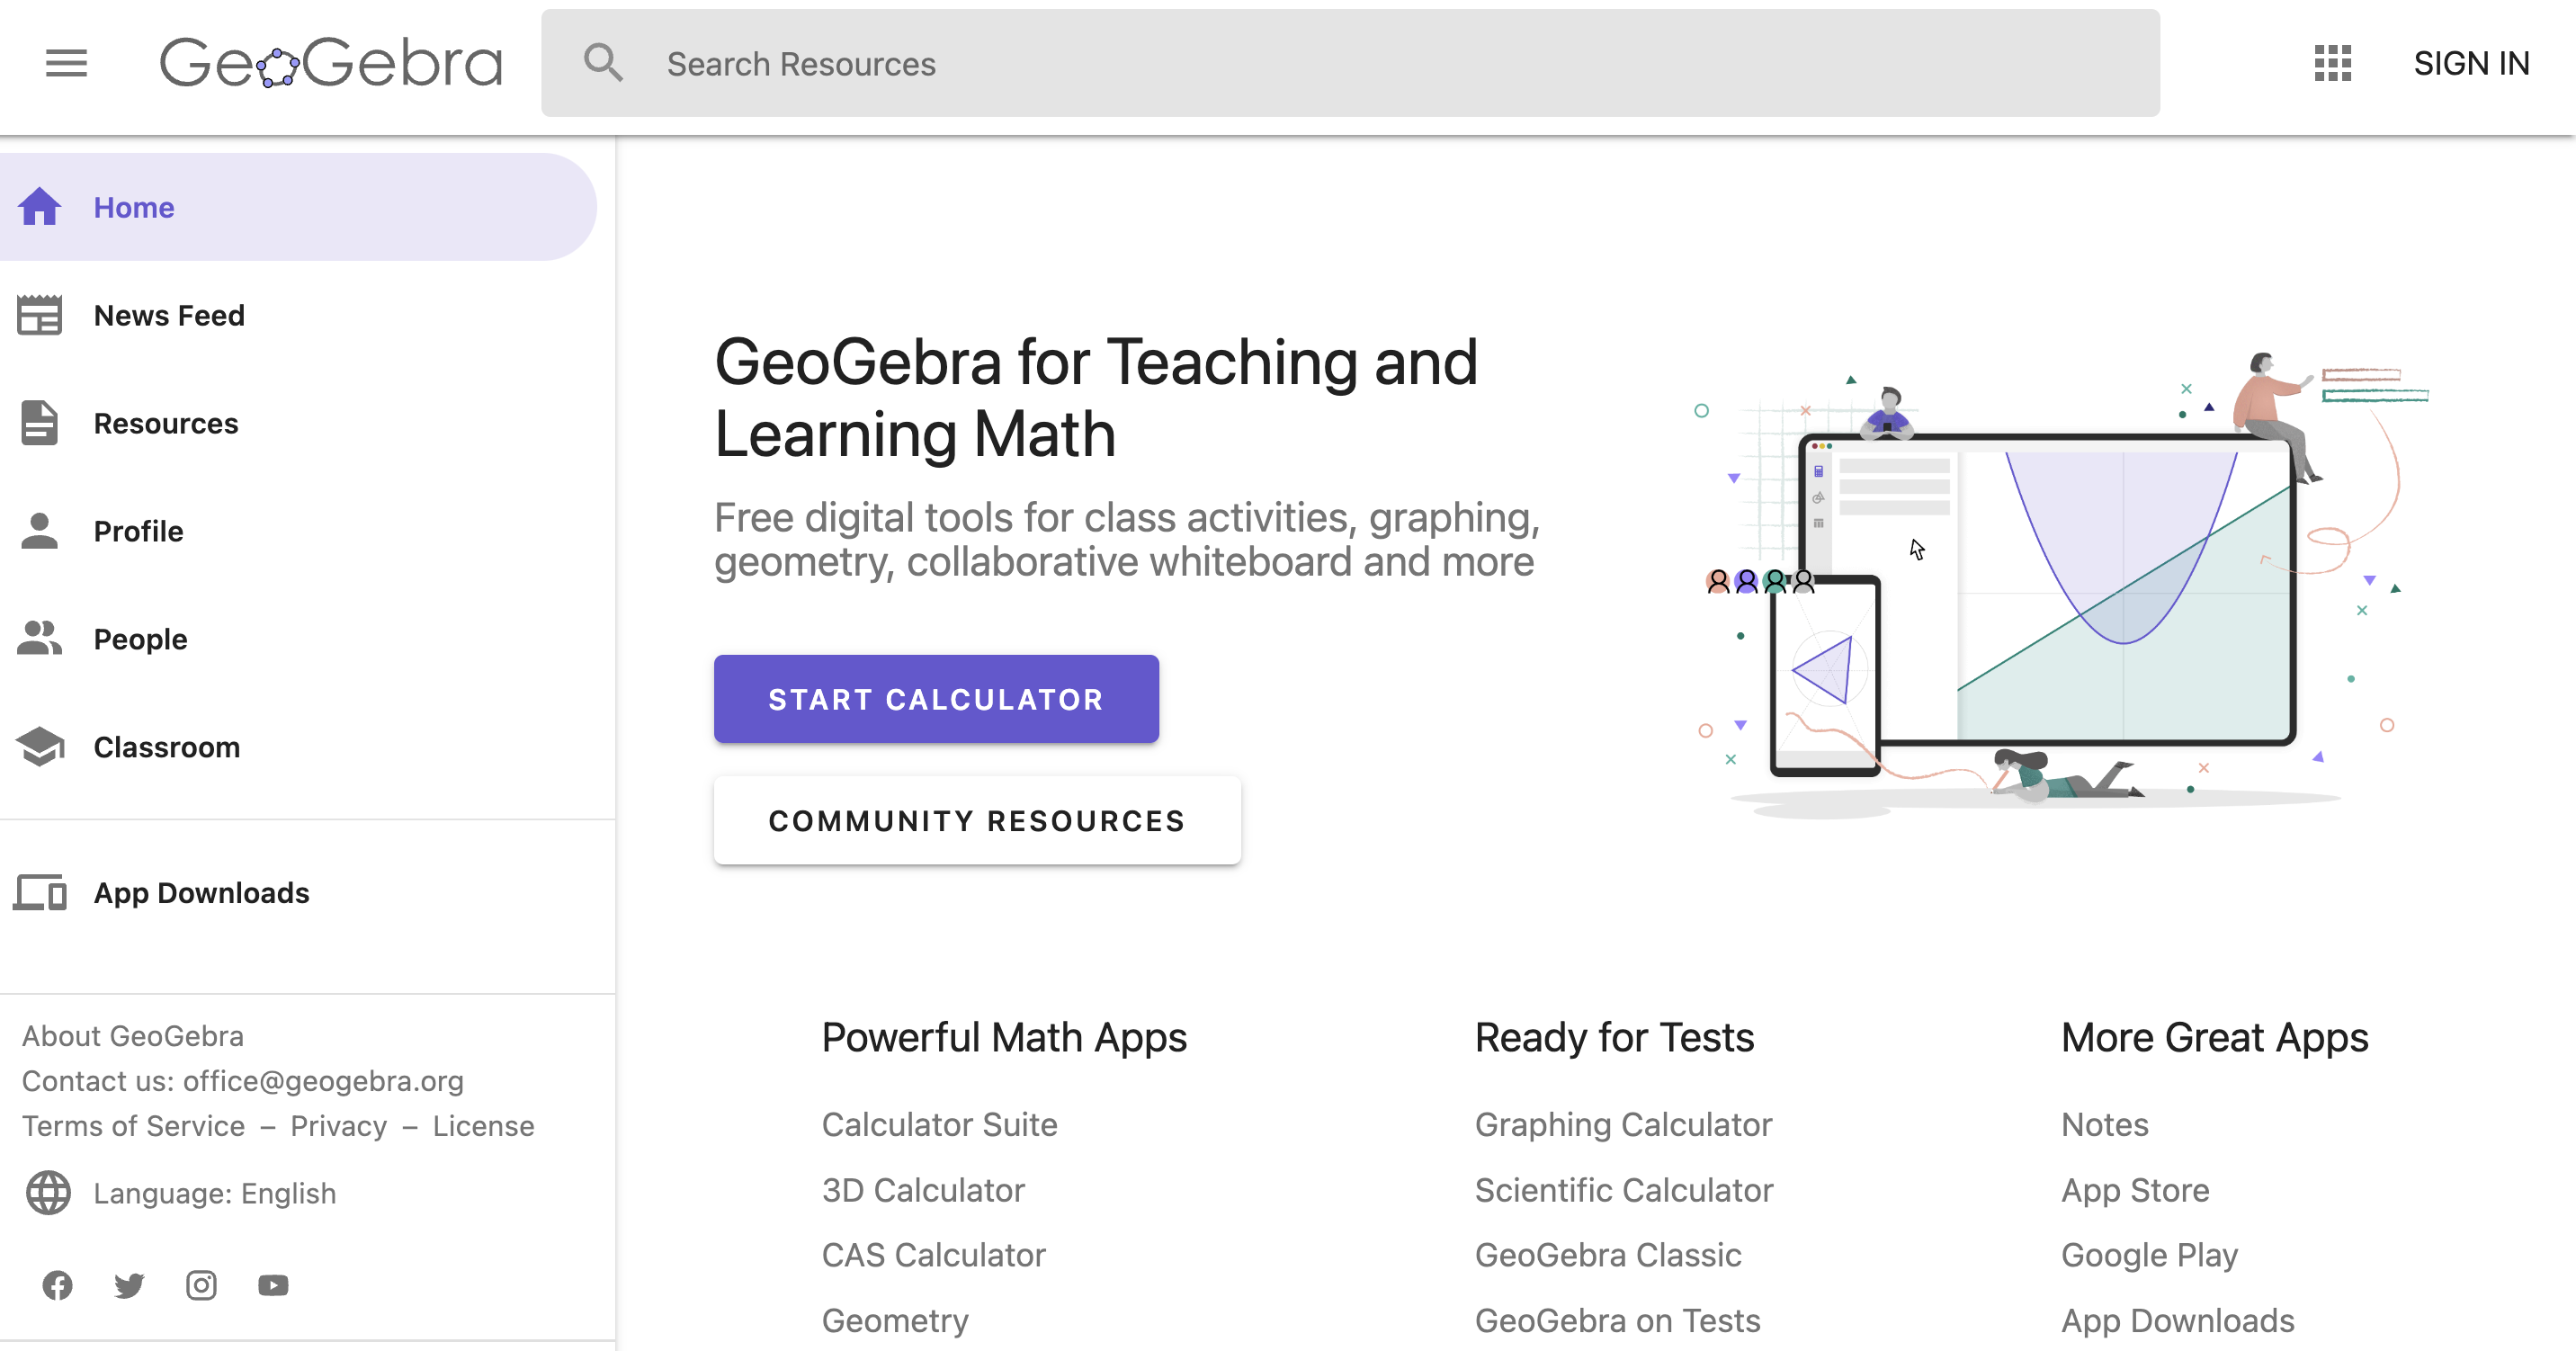 GeoGebra
Search Resources
SIGN IN
Home
News Feed
Resources
Profile
People
Classroom
App Downloads
About GeoGebra
Contact us: office@geogebra.org
Terms of Service – Privacy – License
Language: English
GeoGebra for Teaching and
Learning Math
Free digital tools for class activities, graphing,
geometry, collaborative whiteboard and more
START CALCULATOR
COMMUNITY RESOURCES
Powerful Math Apps
Calculator Suite
3D Calculator
CAS Calculator
Geometry
Ready for Tests
Graphing Calculator
Scientific Calculator
GeoGebra Classic
GeoGebra on Tests
More Great Apps
Notes
App Store
Google Play
App Downloads